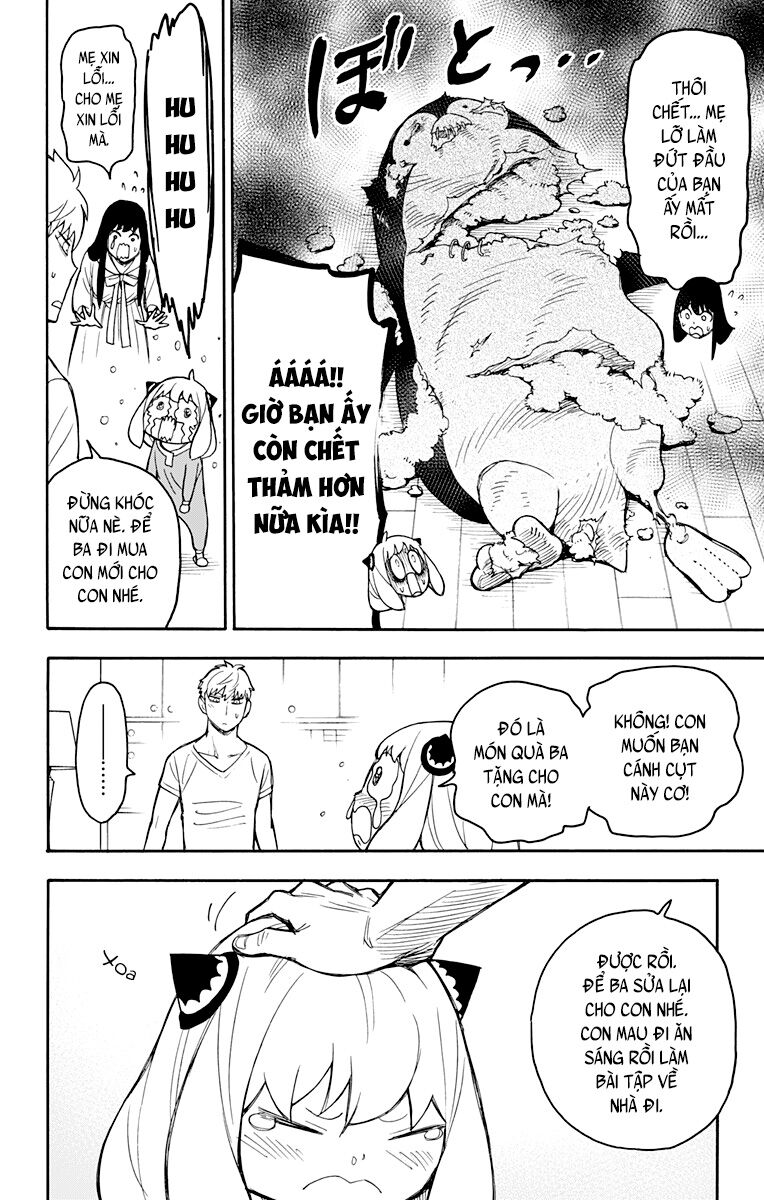 THÔI
CHẾT... MẸ
LỠ LÀM
ĐỨT ĐẦU
CỦA BẠN
ẤY MẤT
RỒI...
ぼとっ・・
ÁÁÁÁ!!
GIỜ BẠN ẤY
CÒN CHẾT
THẢM HƠN
NỮA KÌA!!
HU
HU
HU
HU
MẸ XIN
LỖI...
CHO MẸ
XIN LỖI
MÀ.
ĐỪNG KHÓC
NỮA NÈ. ĐỂ
BA ĐI MUA
CON MỚI CHO
CON NHÉ.
KHÔNG! CON
MUỐN BẠN
CÁNH CỤT
NÀY CƠ!
ĐÓ LÀ
MÓN QUÀ BA
TẶNG CHO
CON MÀ!
.........
XOA
ĐƯỢC RỒI.
ĐỂ BA SỬA LẠI
CHO CON NHÉ.
CON MAU ĐI ĂN
SÁNG RỒI LÀM
BÀI TẬP VỀ
NHÀ ĐI.